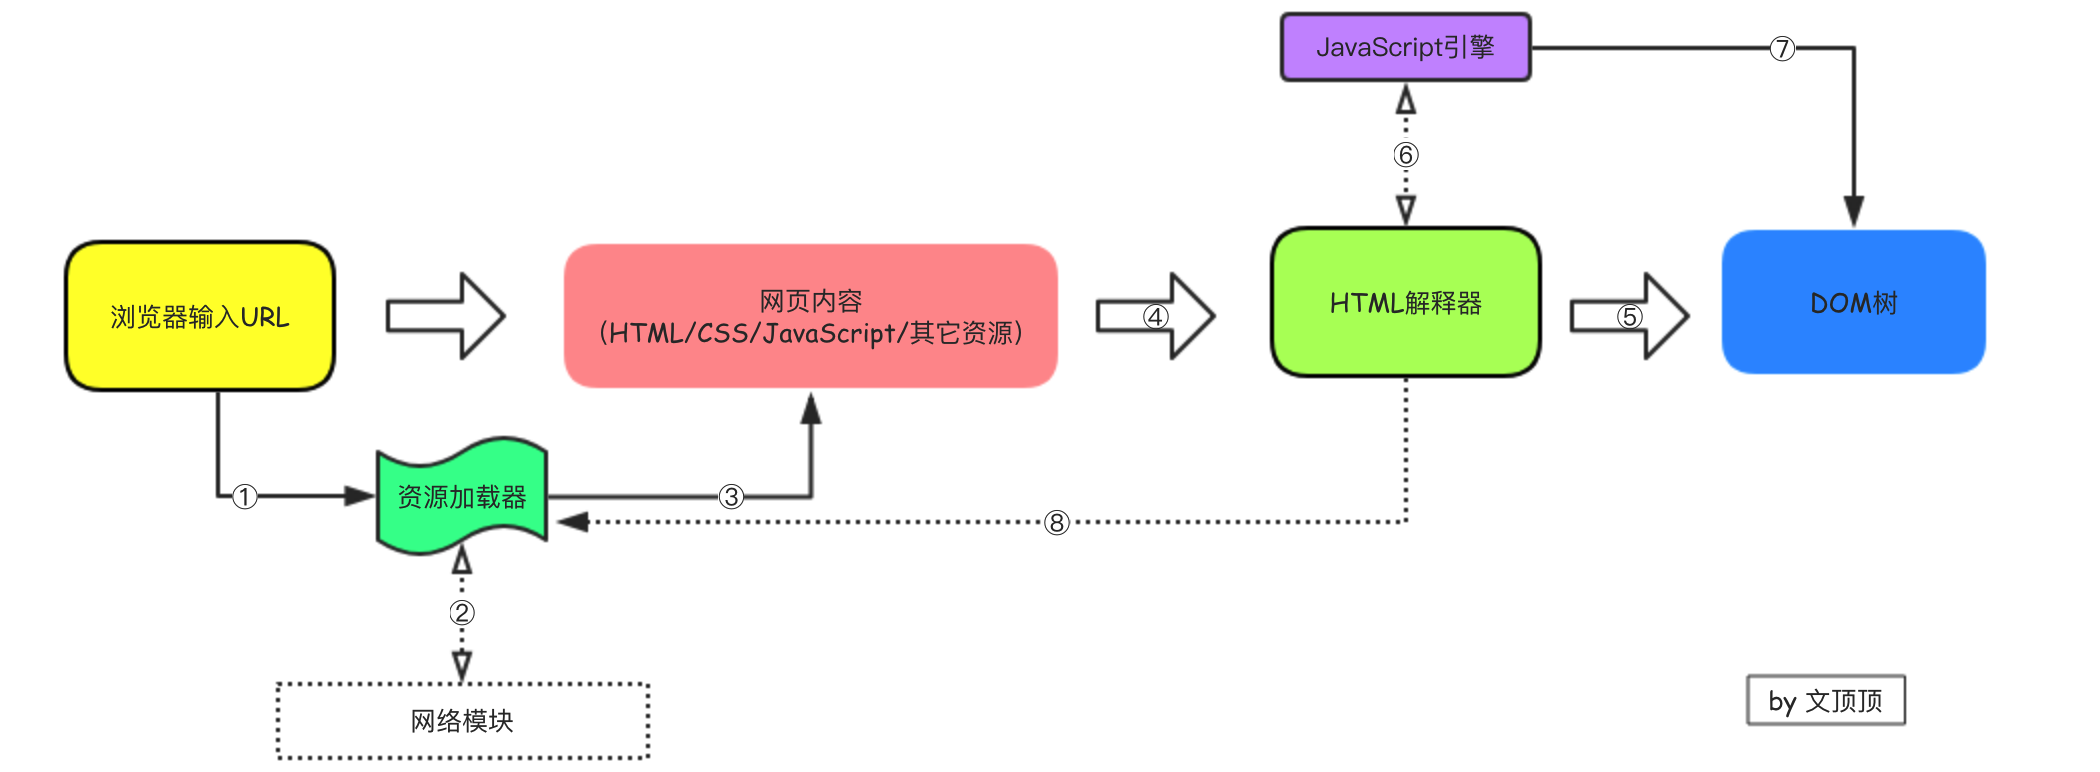 JavaScript引擎
⑦
⑥
浏览器输入URL
网页内容
(HTML/CSS/JavaScript/其它资源)
④
HTML解释器
⑤
DOM树
①
资源加载器
③
⑧
②
网络模块
by 文顶顶